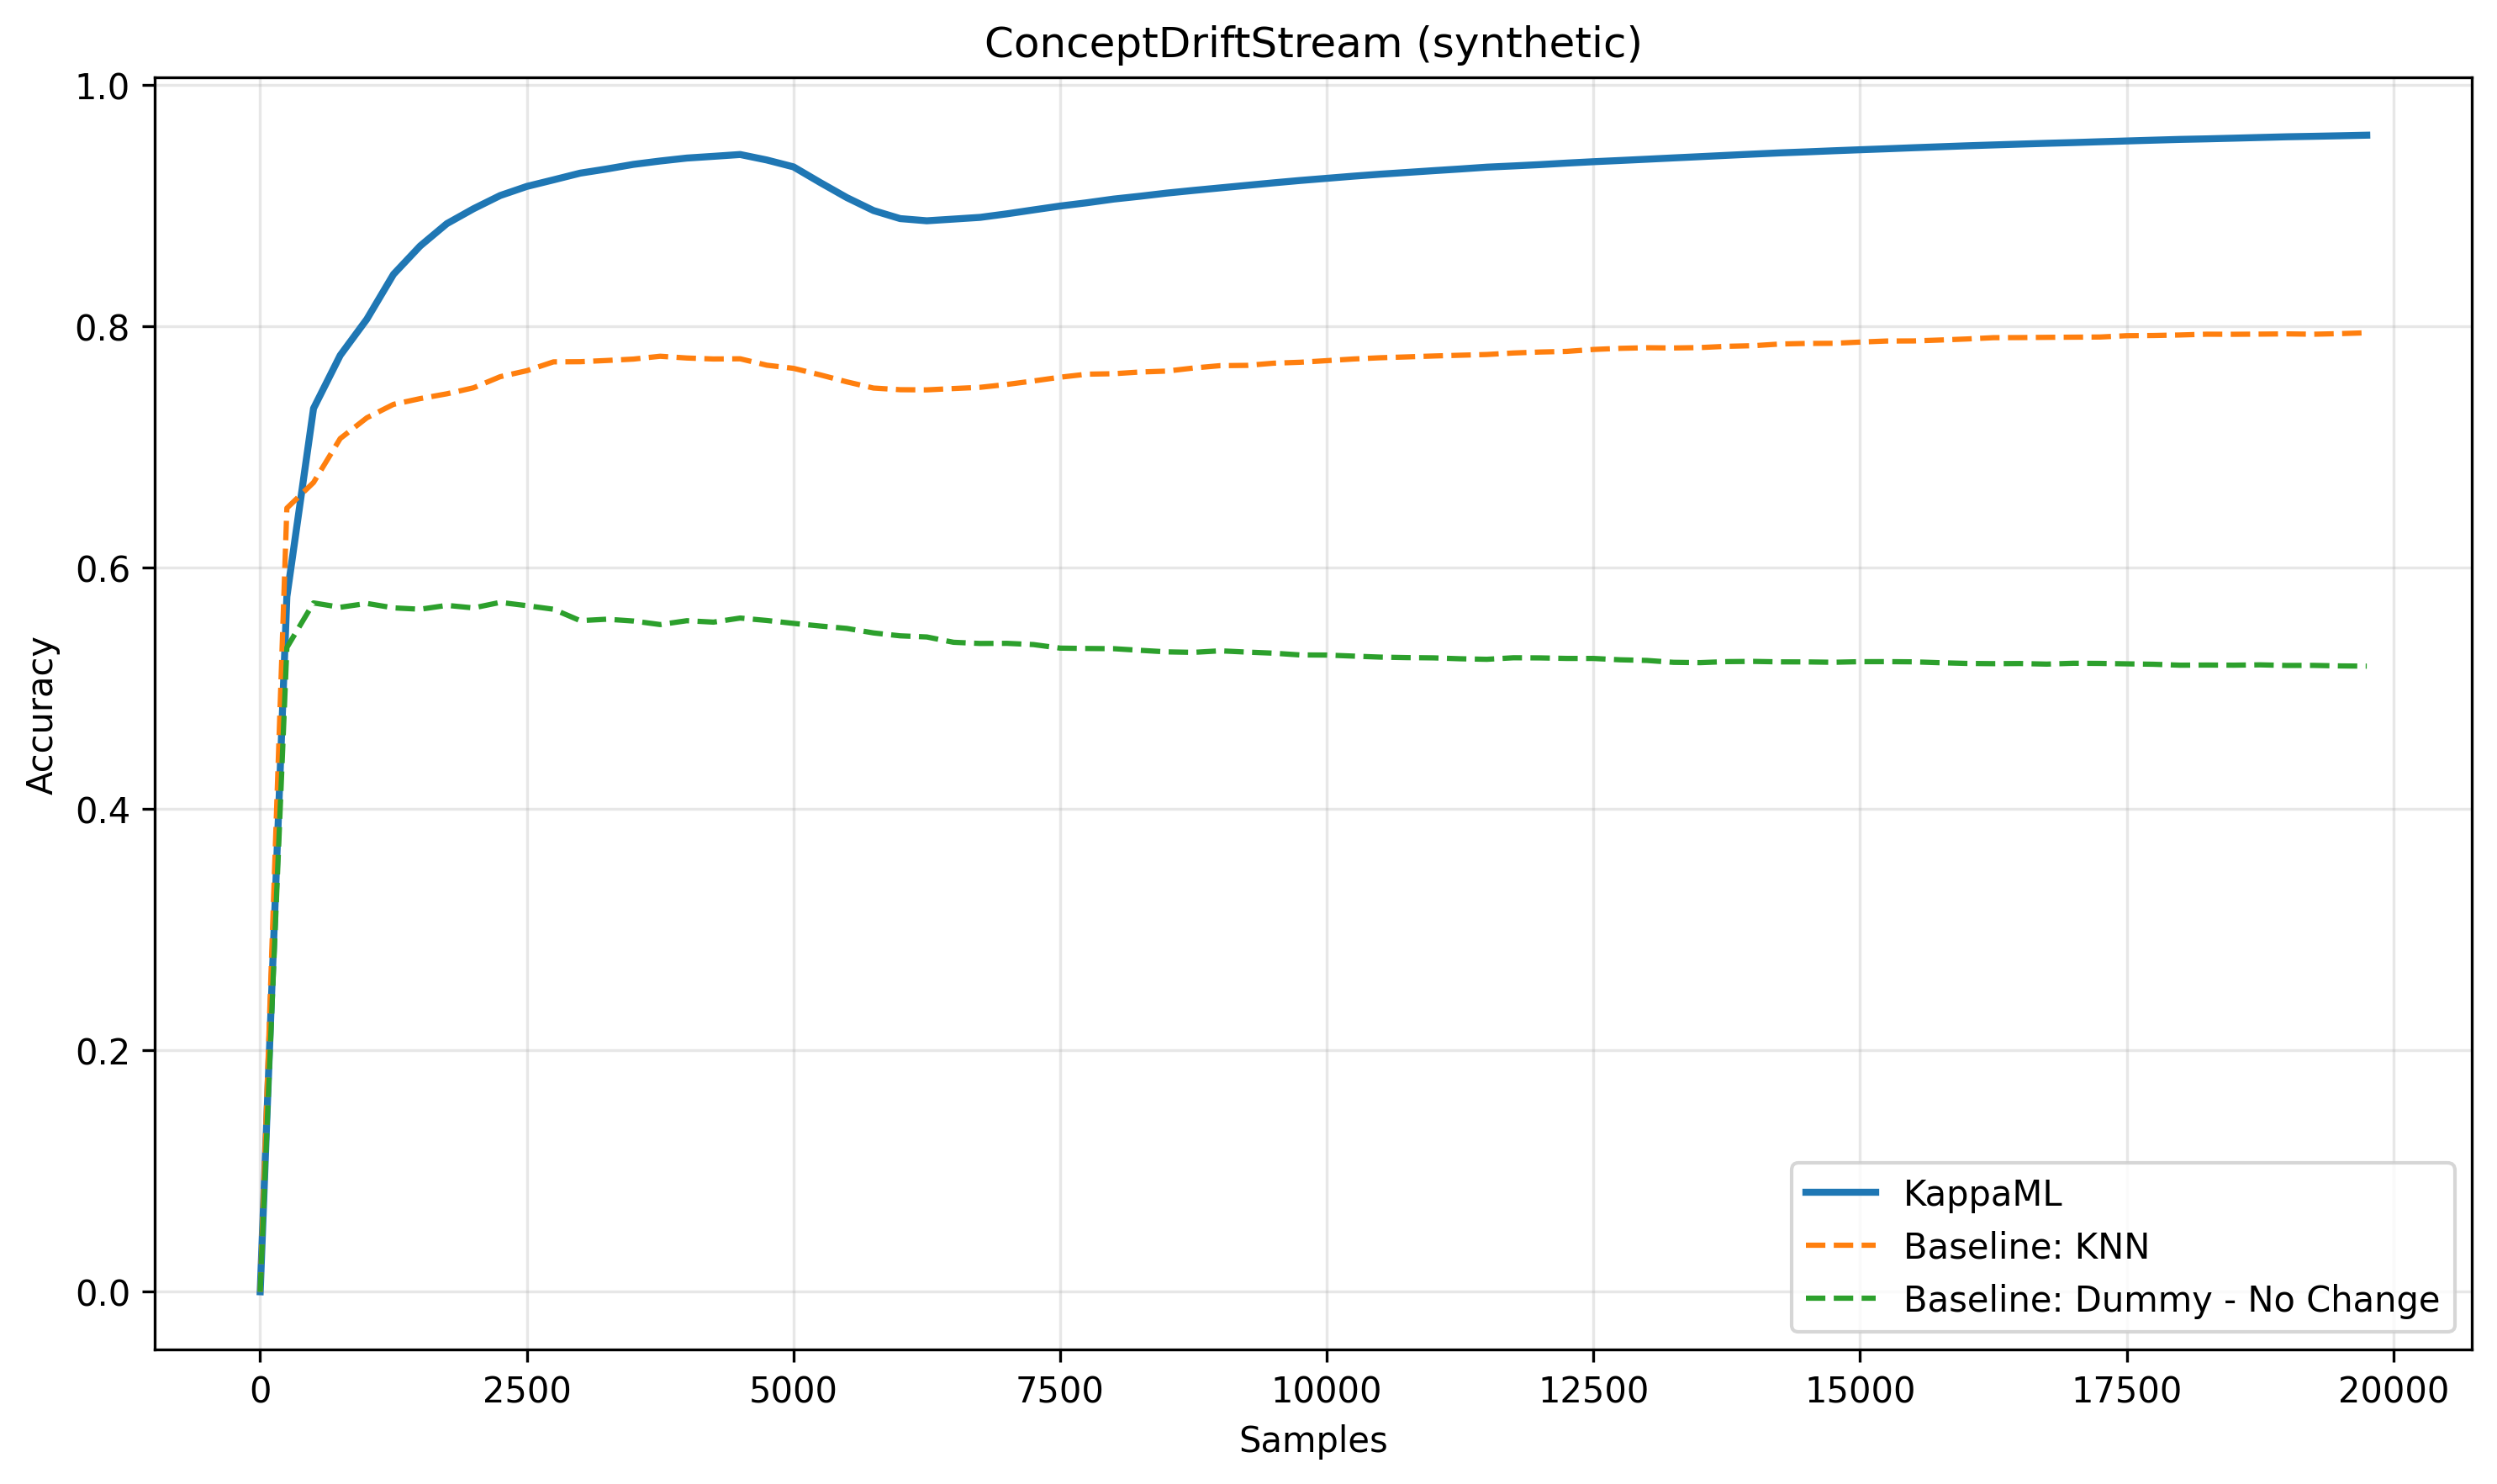 ConceptDriftStream (synthetic)
1.0
0.8
0.6
0.4
0.2
0.0
Accuracy
0 2500 5000 7500 10000 12500 15000 17500 20000
Samples
KappaML
Baseline: KNN
Baseline: Dummy - No Change